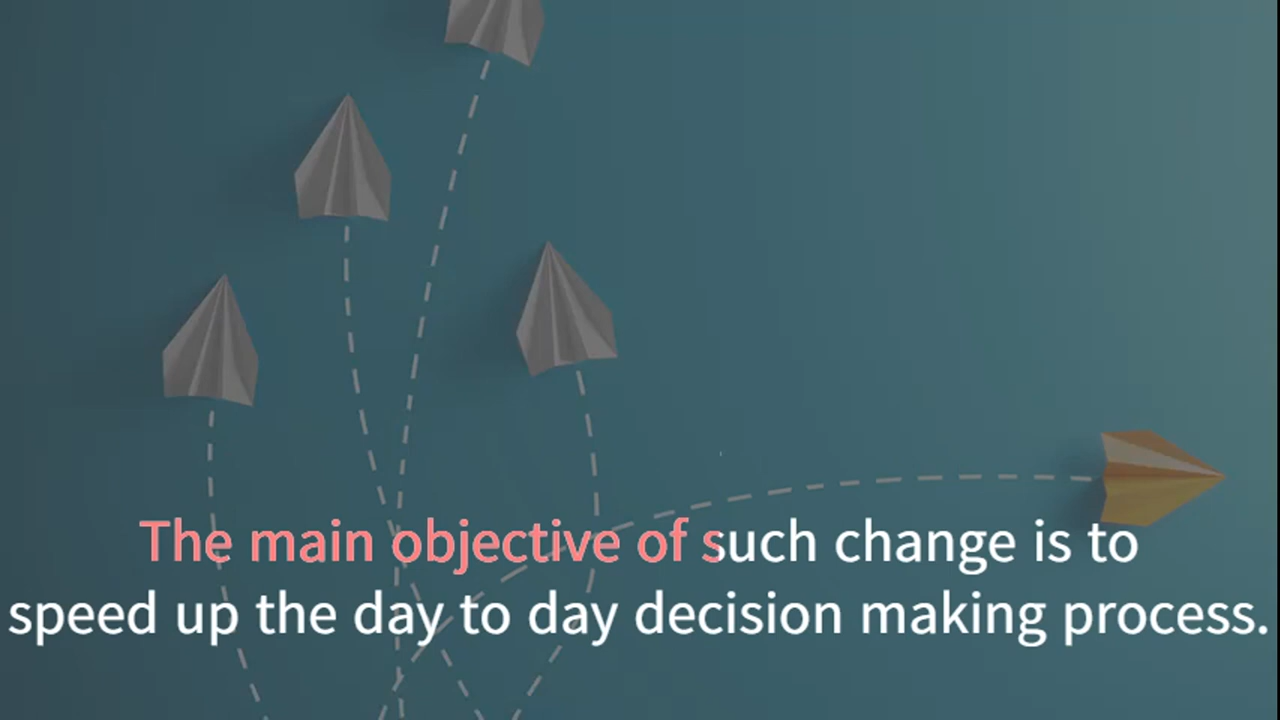 The main objective of such change is to
speed up the day to day decision making process.